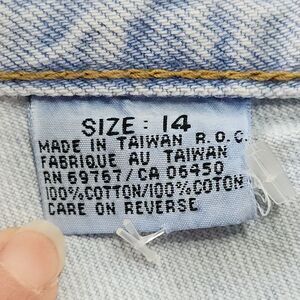 SIZE: 14
MADE IN TAIWAN R.O.C.
FABRIQUE AU TAIWAN
RN 69767/CA 06450
100%COTTON/100%COTON
CARE ON REVERSE